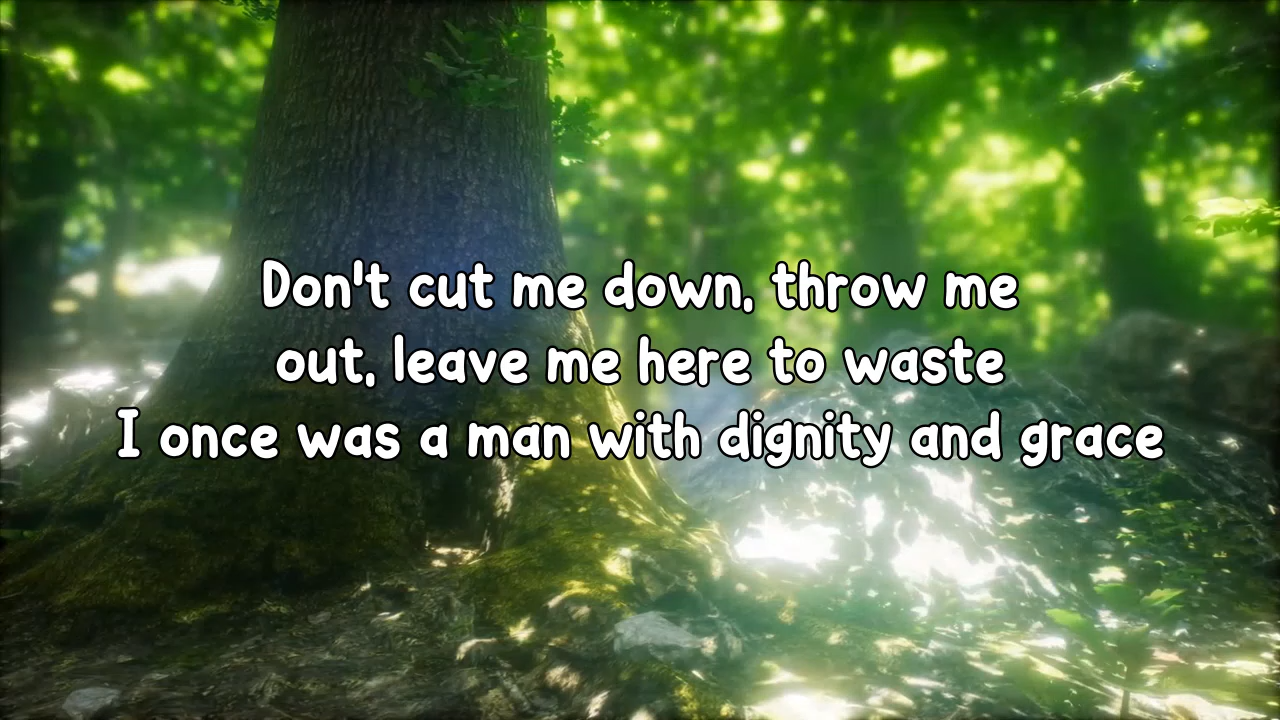 Don't cut me down, throw me
out, leave me here to waste
I once was a man with dignity and grace